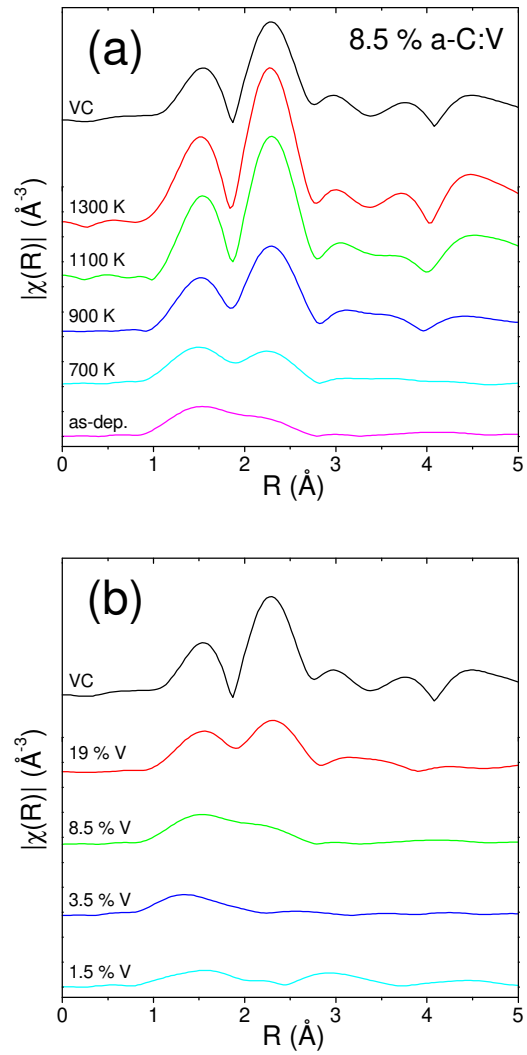 (a)
8.5 % a-C:V
VC
1300 K
1100 K
900 K
700 K
as-dep.
|χ(R)| (Å⁻³)
0 1 2 3 4 5
R (Å)
(b)
VC
19 % V
8.5 % V
3.5 % V
1.5 % V
|χ(R)| (Å⁻³)
0 1 2 3 4 5
R (Å)